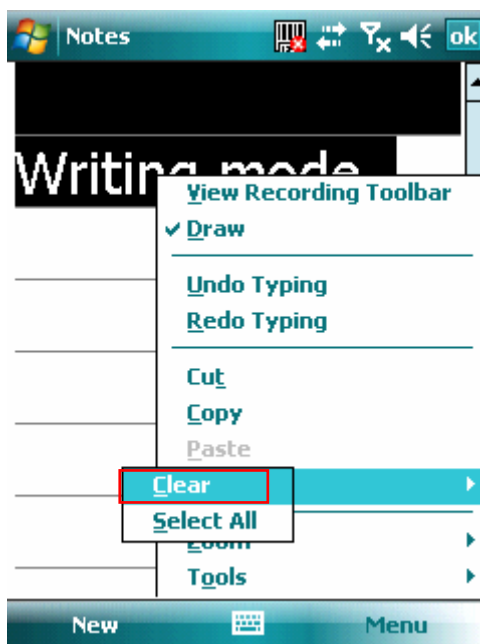 Notes
ok
Writing mode
View Recording Toolbar
Draw
Undo Typing
Redo Typing
Cut
Copy
Paste
Clear
Select All
Zoom
Tools
New
Menu